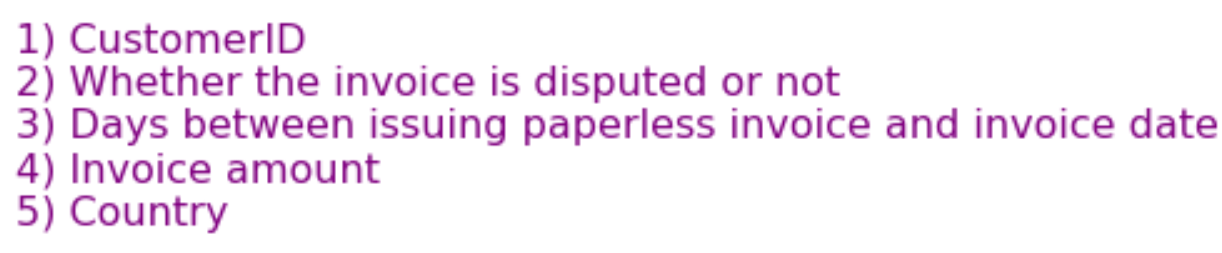 1) CustomerID
2) Whether the invoice is disputed or not
3) Days between issuing paperless invoice and invoice date
4) Invoice amount
5) Country